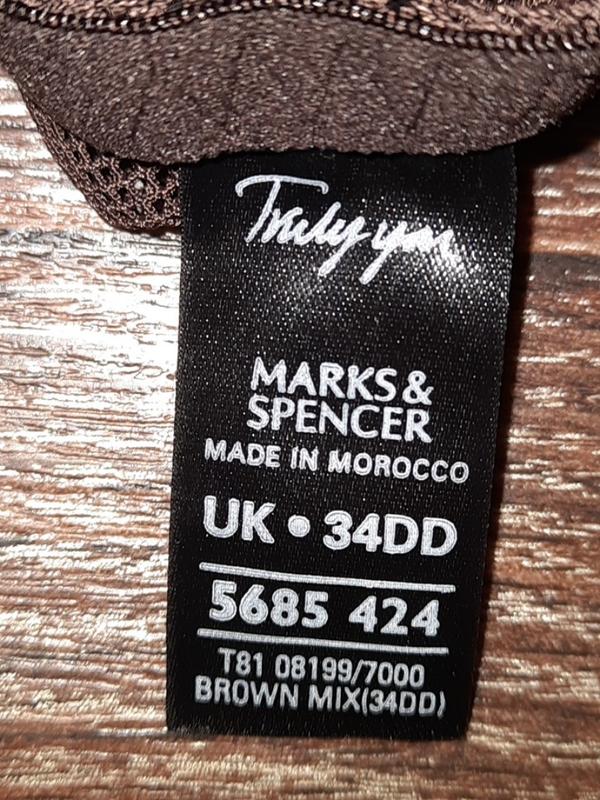 Truly you
MARKS &
SPENCER
MADE IN MOROCCO
UK • 34DD
5685 424
T81 08199/7000
BROWN MIX(34DD)